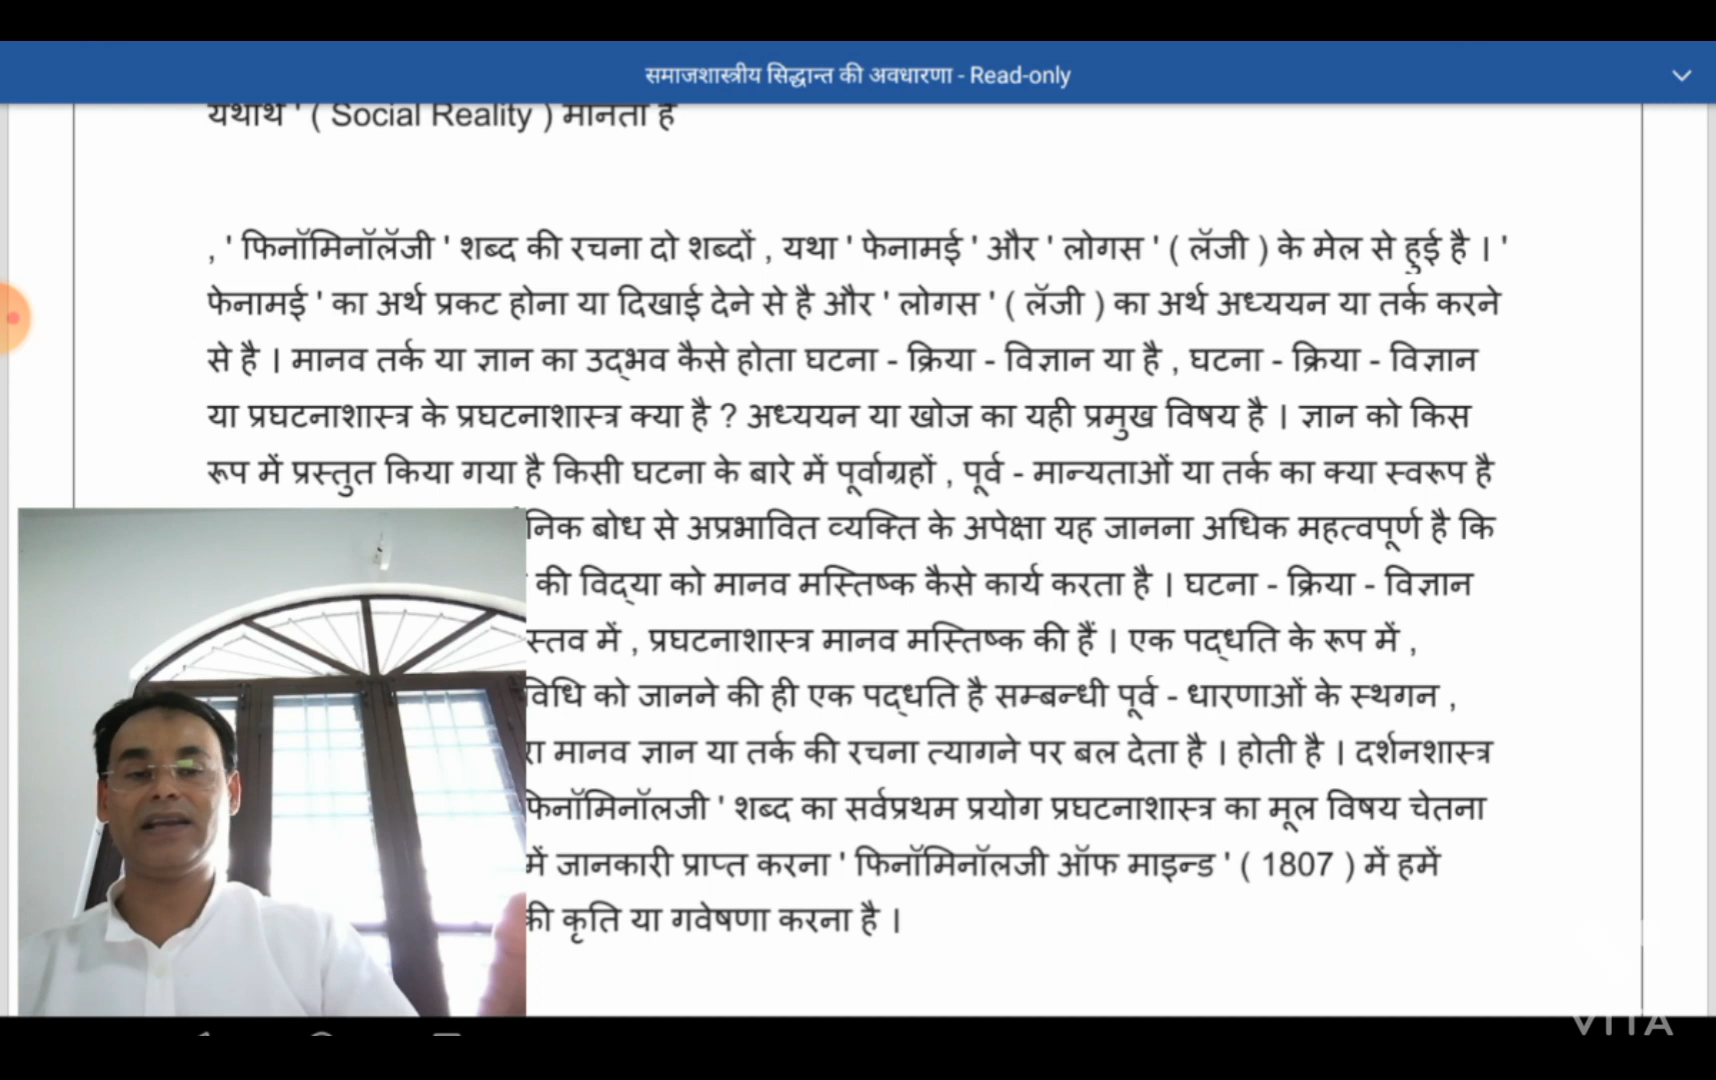 समाजशास्त्रीय सिद्धान्त की अवधारणा - Read-only
यथार्थ ' ( Social Reality ) मानता है
, ' फिनॉमिनॉलॅजी ' शब्द की रचना दो शब्दों , यथा ' फेनामई ' और ' लोगस ' ( लॅजी ) के मेल से हुई है । '
फेनामई ' का अर्थ प्रकट होना या दिखाई देने से है और ' लोगस ' ( लॅजी ) का अर्थ अध्ययन या तर्क करने
से है । मानव तर्क या ज्ञान का उद्भव कैसे होता घटना - क्रिया - विज्ञान या है , घटना - क्रिया - विज्ञान
या प्रघटनाशास्त्र के प्रघटनाशास्त्र क्या है ? अध्ययन या खोज का यही प्रमुख विषय है । ज्ञान को किस
रूप में प्रस्तुत किया गया है किसी घटना के बारे में पूर्वाग्रहों , पूर्व - मान्यताओं या तर्क का क्या स्वरूप है
बोध से अप्रभावित व्यक्ति के अपेक्षा यह जानना अधिक महत्वपूर्ण है कि
की विद्या को मानव मस्तिष्क कैसे कार्य करता है । घटना - क्रिया - विज्ञान
में , प्रघटनाशास्त्र मानव मस्तिष्क की हैं । एक पद्धति के रूप में ,
विधि को जानने की ही एक पद्धति है सम्बन्धी पूर्व - धारणाओं के स्थगन ,
मानव ज्ञान या तर्क की रचना त्यागने पर बल देता है । होती है । दर्शनशास्त्र
फिनॉमिनॉलजी ' शब्द का सर्वप्रथम प्रयोग प्रघटनाशास्त्र का मूल विषय चेतना
में जानकारी प्राप्त करना ' फिनॉमिनॉलजी ऑफ माइन्ड ' ( 1807 ) में हमें
की कृति या गवेषणा करना है ।
VITA